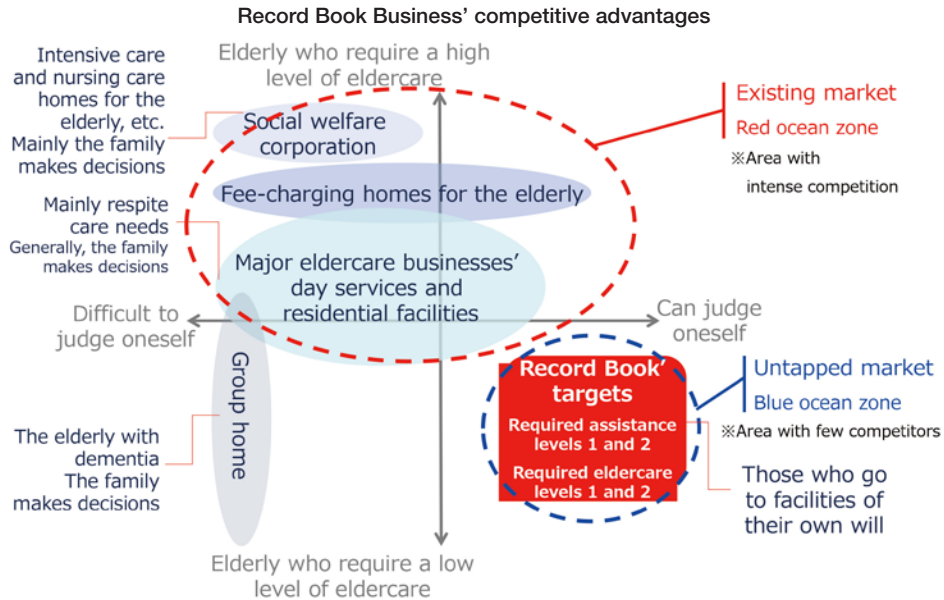 Record Book Business' competitive advantages
Elderly who require a high
level of eldercare
Intensive care
and nursing care
homes for the
elderly, etc.
Mainly the family
makes decisions
Social welfare
corporation
Existing market
Red ocean zone
※Area with
intense competition
Fee-charging homes for the elderly
Mainly respite
care needs
Generally, the family
makes decisions
Major eldercare businesses'
day services and
residential facilities
Difficult to
judge oneself
Can judge
oneself
Group home
Record Book'
targets
Required assistance
levels 1 and 2
Required eldercare
levels 1 and 2
Untapped market
Blue ocean zone
※Area with few competitors
The elderly with
dementia
The family
makes decisions
Those who go
to facilities of
their own will
Elderly who require a low
level of eldercare